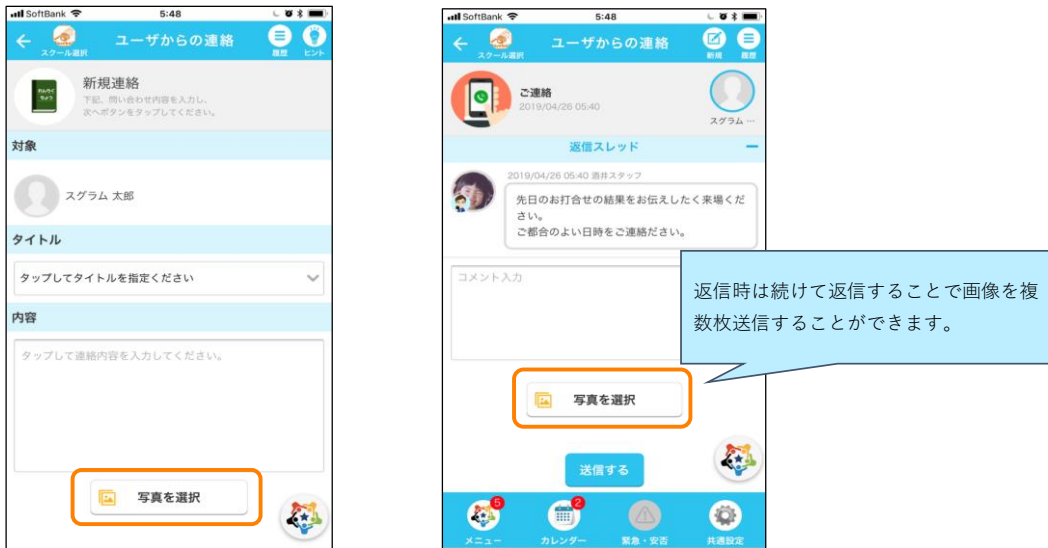 SoftBank
5:48
ユーザからの連絡
スクール選択
履歴
ヒント
れんらく
ちょう
新規連絡
下記、問い合わせ内容を入力し、
次へボタンをタップしてください。
対象
スグラム 太郎
タイトル
タップしてタイトルを指定ください
内容
タップして連絡内容を入力してください。
写真を選択
SoftBank
5:48
ユーザからの連絡
スクール選択
新規
履歴
ご連絡
2019/04/26 05:40
スグラム …
返信スレッド
2019/04/26 05:40 酒井スタッフ
先日のお打合せの結果をお伝えしたく来場くだ
さい。
ご都合のよい日時をご連絡ださい。
コメント入力
返信時は続けて返信することで画像を複
数枚送信することができます。
写真を選択
送信する
5
2
メニュー
カレンダー
緊急・安否
共通設定